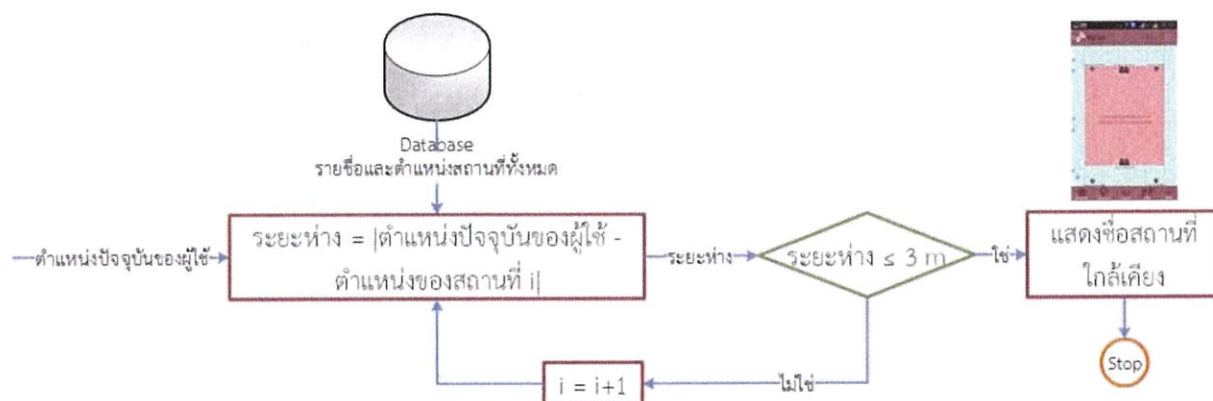 Database
รายชื่อและตำแหน่งสถานที่ทั้งหมด
ตำแหน่งปัจจุบันของผู้ใช้
ระยะห่าง = |ตำแหน่งปัจจุบันของผู้ใช้ -
ตำแหน่งของสถานที่ i|
ระยะห่าง
ระยะห่าง ≤ 3 m
ใช่
แสดงชื่อสถานที่
ใกล้เคียง
ไม่ใช่
i = i+1
Stop